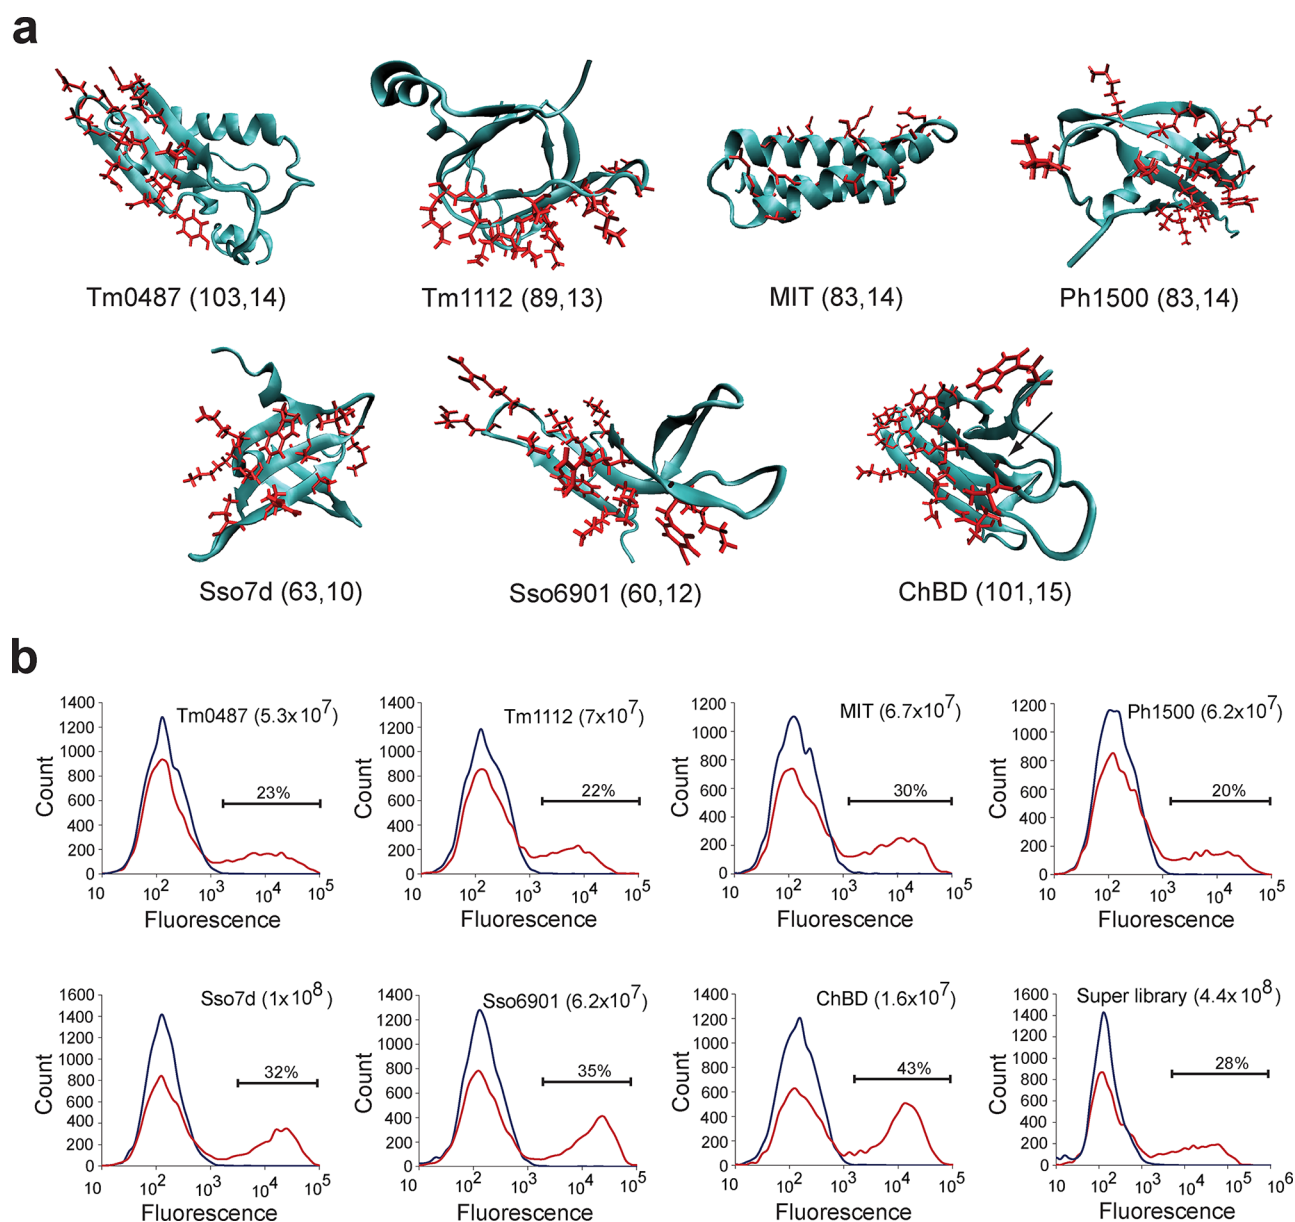 a
Tm0487 (103,14)
Tm1112 (89,13)
MIT (83,14)
Ph1500 (83,14)
Sso7d (63,10)
Sso6901 (60,12)
ChBD (101,15)
b
Tm0487 (5.3x10^7)
1400
1200
1000
800
600
400
200
0
Count
23%
10 10^2 10^3 10^4 10^5
Fluorescence
Tm1112 (7x10^7)
1400
1200
1000
800
600
400
200
0
Count
22%
10 10^2 10^3 10^4 10^5
Fluorescence
MIT (6.7x10^7)
1200
1000
800
600
400
200
0
Count
30%
10 10^2 10^3 10^4 10^5
Fluorescence
Ph1500 (6.2x10^7)
1200
1000
800
600
400
200
0
Count
20%
10 10^2 10^3 10^4 10^5
Fluorescence
Sso7d (1x10^8)
1600
1400
1200
1000
800
600
400
200
0
Count
32%
10 10^2 10^3 10^4 10^5
Fluorescence
Sso6901 (6.2x10^7)
1400
1200
1000
800
600
400
200
0
Count
35%
10 10^2 10^3 10^4 10^5
Fluorescence
ChBD (1.6x10^7)
1400
1200
1000
800
600
400
200
0
Count
43%
10 10^2 10^3 10^4 10^5
Fluorescence
Super library (4.4x10^8)
1600
1400
1200
1000
800
600
400
200
0
Count
28%
10 10^2 10^3 10^4 10^5 10^6
Fluorescence